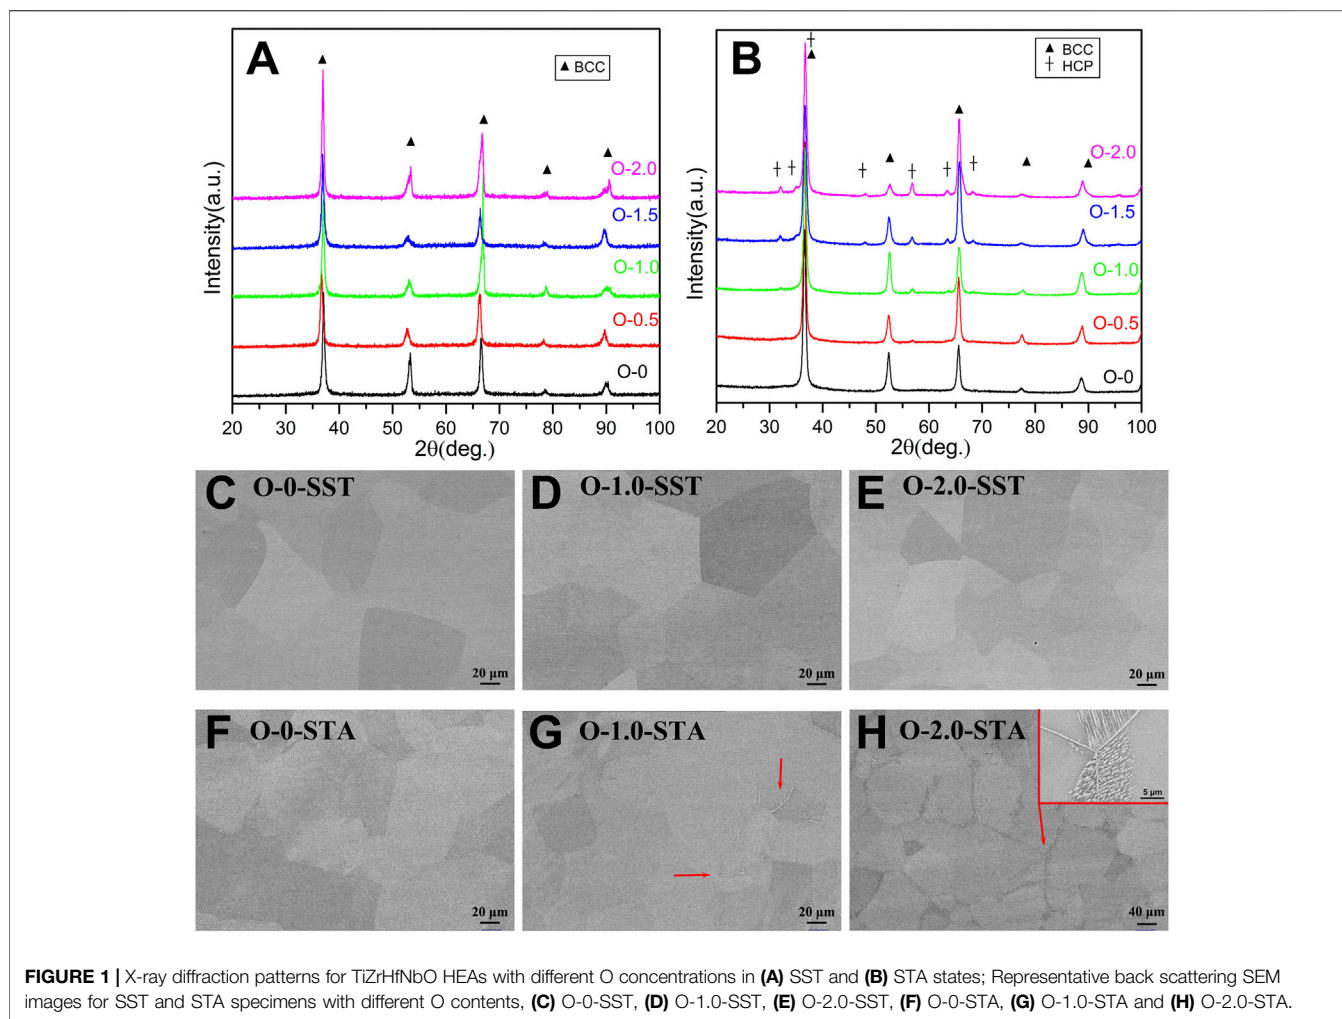 A
▲ BCC
O-2.0
O-1.5
O-1.0
O-0.5
O-0
Intensity(a.u.)
20 30 40 50 60 70 80 90 100
2θ(deg.)
B
▲ BCC
† HCP
O-2.0
O-1.5
O-1.0
O-0.5
O-0
Intensity(a.u.)
20 30 40 50 60 70 80 90 100
2θ(deg.)
C O-0-SST
20 μm
D O-1.0-SST
20 μm
E O-2.0-SST
20 μm
F O-0-STA
20 μm
G O-1.0-STA
20 μm
H O-2.0-STA
5 μm
40 μm
FIGURE 1 | X-ray diffraction patterns for TiZrHfNbO HEAs with different O concentrations in (A) SST and (B) STA states; Representative back scattering SEM
images for SST and STA specimens with different O contents, (C) O-0-SST, (D) O-1.0-SST, (E) O-2.0-SST, (F) O-0-STA, (G) O-1.0-STA and (H) O-2.0-STA.